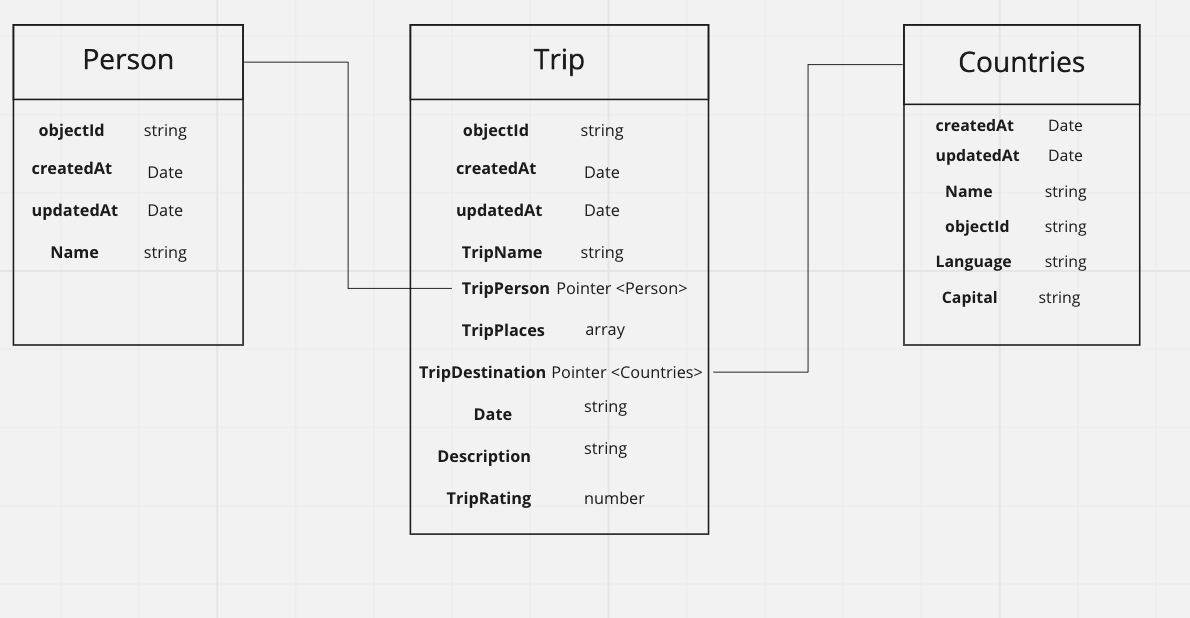 Person
objectId string
createdAt Date
updatedAt Date
Name string
Trip
objectId string
createdAt Date
updatedAt Date
TripName string
TripPerson Pointer <Person>
TripPlaces array
TripDestination Pointer <Countries>
Date string
Description string
TripRating number
Countries
createdAt Date
updatedAt Date
Name string
objectId string
Language string
Capital string